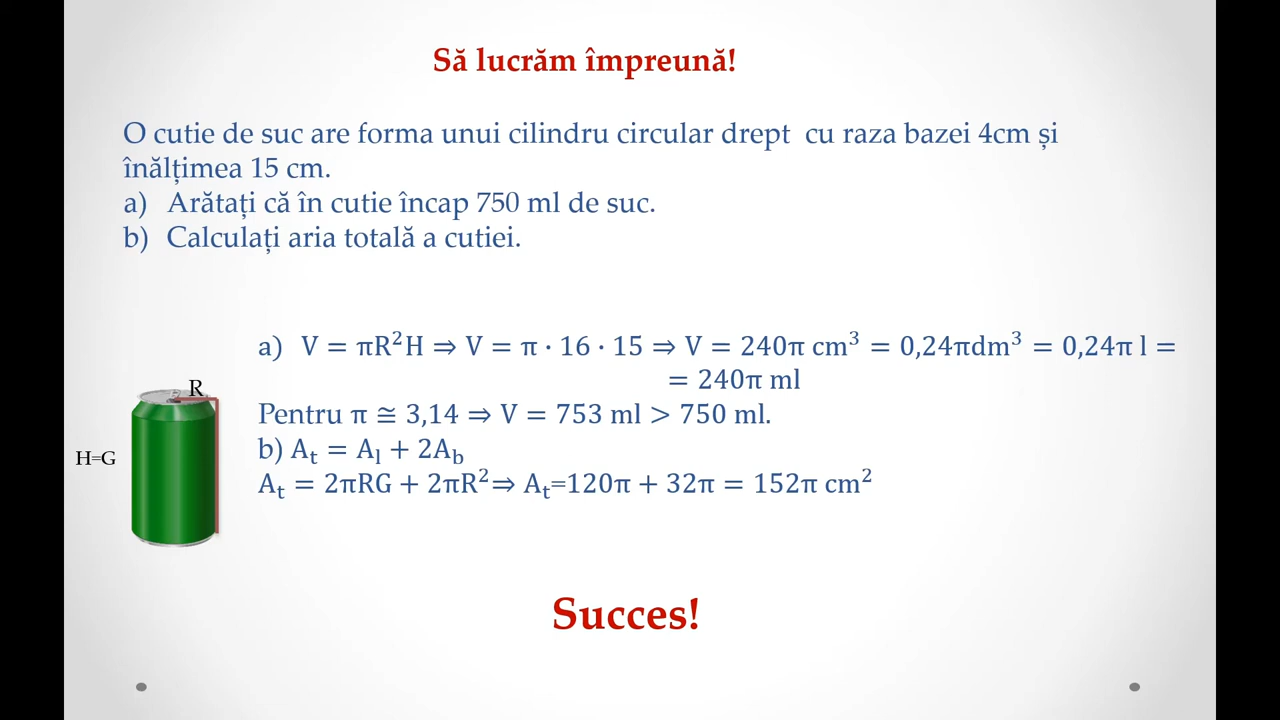 Să lucrăm împreună!
O cutie de suc are forma unui cilindru circular drept cu raza bazei 4cm și
înălțimea 15 cm.
a) Arătați că în cutie încap 750 ml de suc.
b) Calculați aria totală a cutiei.
a) V = πR²H ⇒ V = π · 16 · 15 ⇒ V = 240π cm³ = 0,24πdm³ = 0,24π l =
= 240π ml
R
Pentru π ≅ 3,14 ⇒ V = 753 ml > 750 ml.
b) Aₜ = Aₗ + 2A_b
H=G
Aₜ = 2πRG + 2πR²⇒ Aₜ=120π + 32π = 152π cm²
Succes!